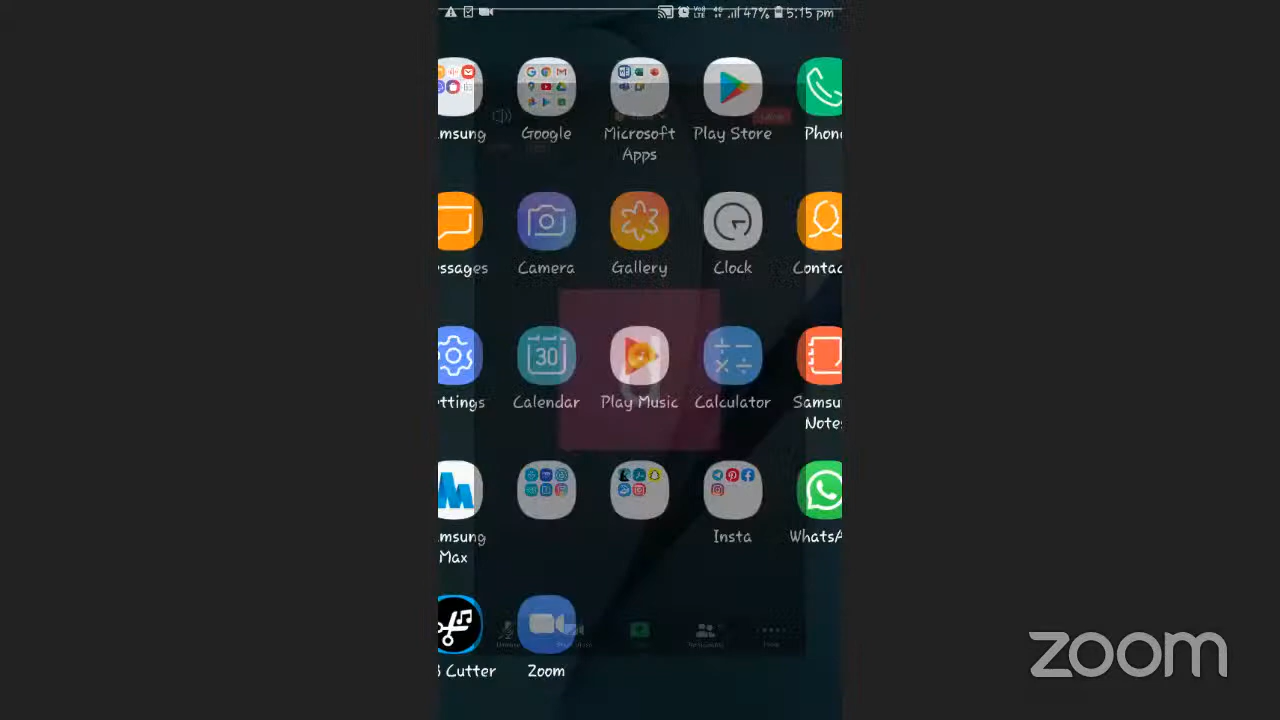 47% 5:15 pm
msung Google Microsoft Apps Play Store Phon
ssages Camera Gallery Clock Contac
30
ttings Calendar Play Music Calculator Samsu Note
msung Max Insta WhatsA
Cutter Zoom
zoom